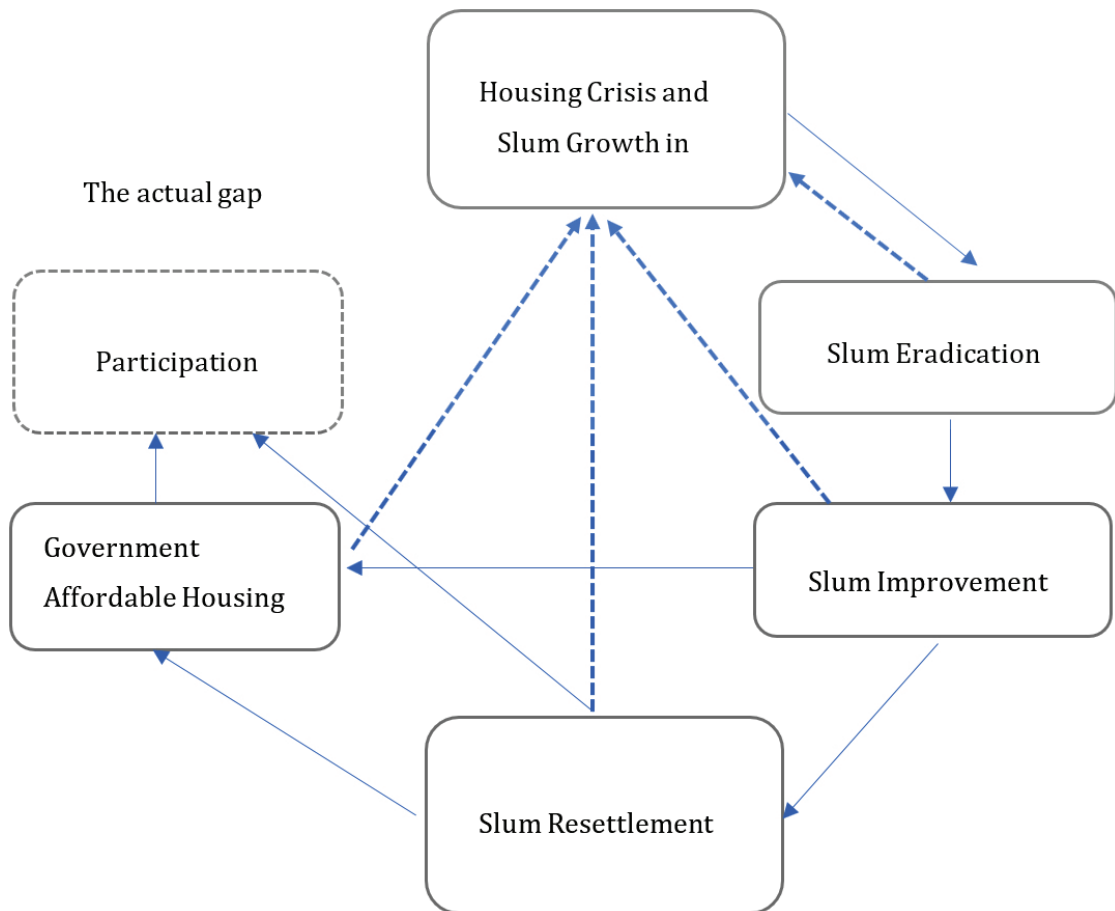 Housing Crisis and
Slum Growth in
The actual gap
Participation
Slum Eradication
Government
Affordable Housing
Slum Improvement
Slum Resettlement